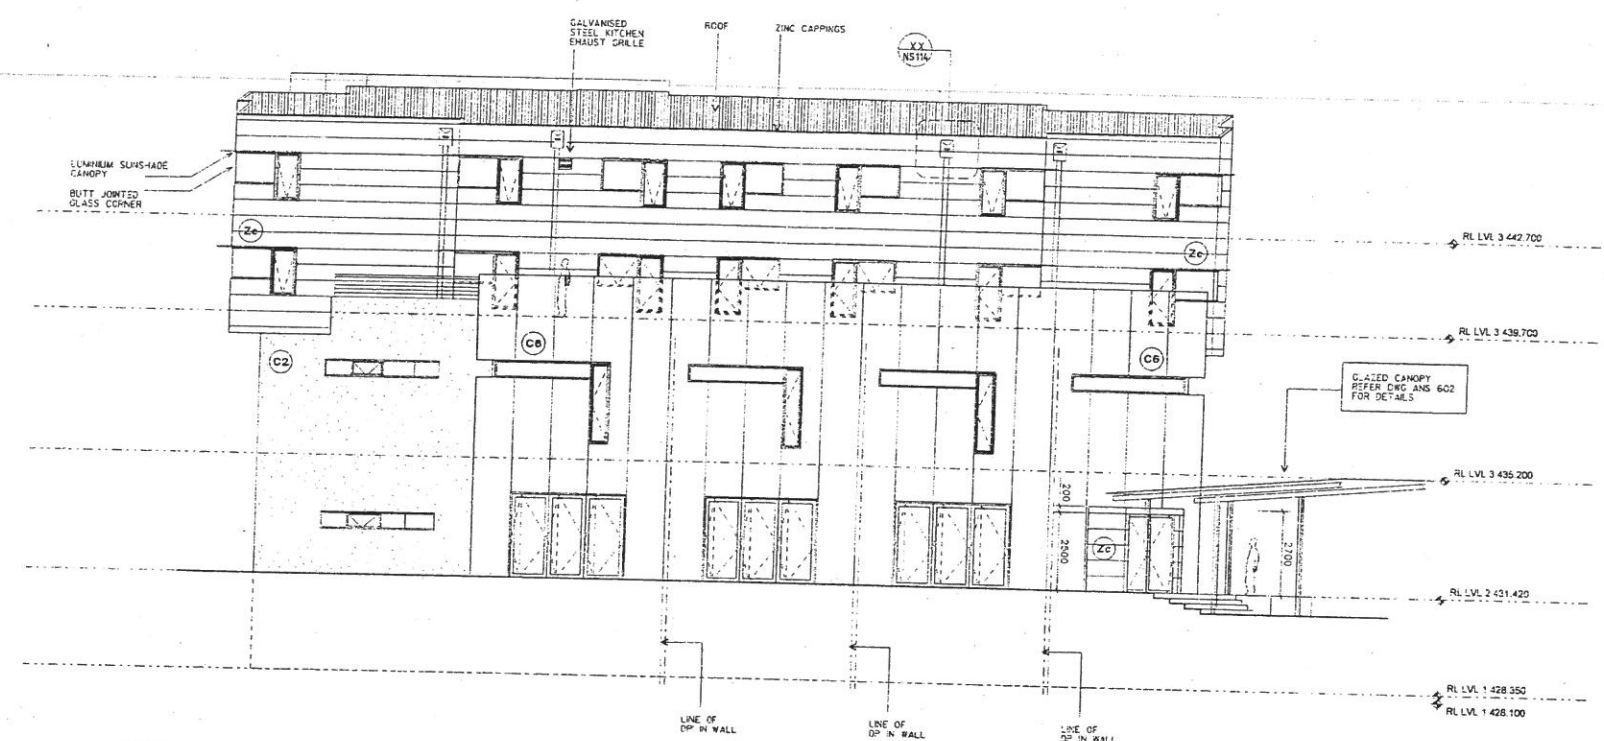 GALVANISED
STEEL KITCHEN
EHAUST GRILLE
ROOF
ZINC CAPPINGS
XX
NS114
LUMINIUM SUNSHADE
CANOPY
BUTT JOINTED
GLASS CORNER
Zc
Zc
RL LVL 3 442.700
RL LVL 3 439.700
C2
C6
C6
GLAZED CANOPY
REFER DWG ANS 602
FOR DETAILS
RL LVL 3 435.200
200
2500
Zc
2700
RL LVL 2 431.420
RL LVL 1 428.350
RL LVL 1 428.100
LINE OF
DP IN WALL
LINE OF
DP IN WALL
LINE OF
DP IN WALL